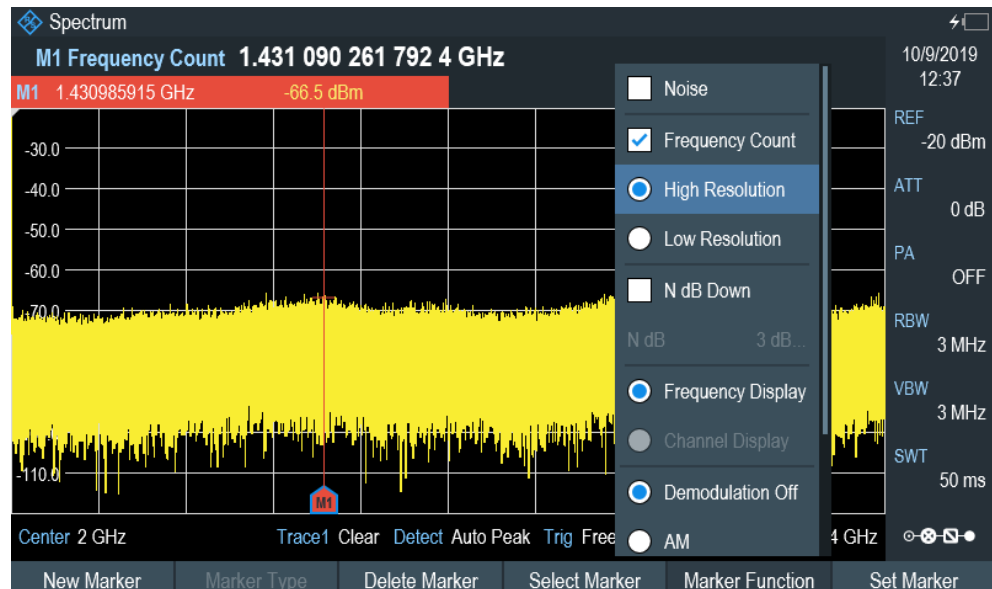 Spectrum
M1 Frequency Count 1.431 090 261 792 4 GHz
10/9/2019
12:37
M1 1.430985915 GHz -66.5 dBm
-30.0
-40.0
-50.0
-60.0
-70.0
-110.0
M1
Noise
Frequency Count
High Resolution
Low Resolution
N dB Down
N dB 3 dB...
Frequency Display
Channel Display
Demodulation Off
AM
REF
-20 dBm
ATT
0 dB
PA
OFF
RBW
3 MHz
VBW
3 MHz
SWT
50 ms
Center 2 GHz Trace1 Clear Detect Auto Peak Trig Free 4 GHz
New Marker Marker Type Delete Marker Select Marker Marker Function Set Marker